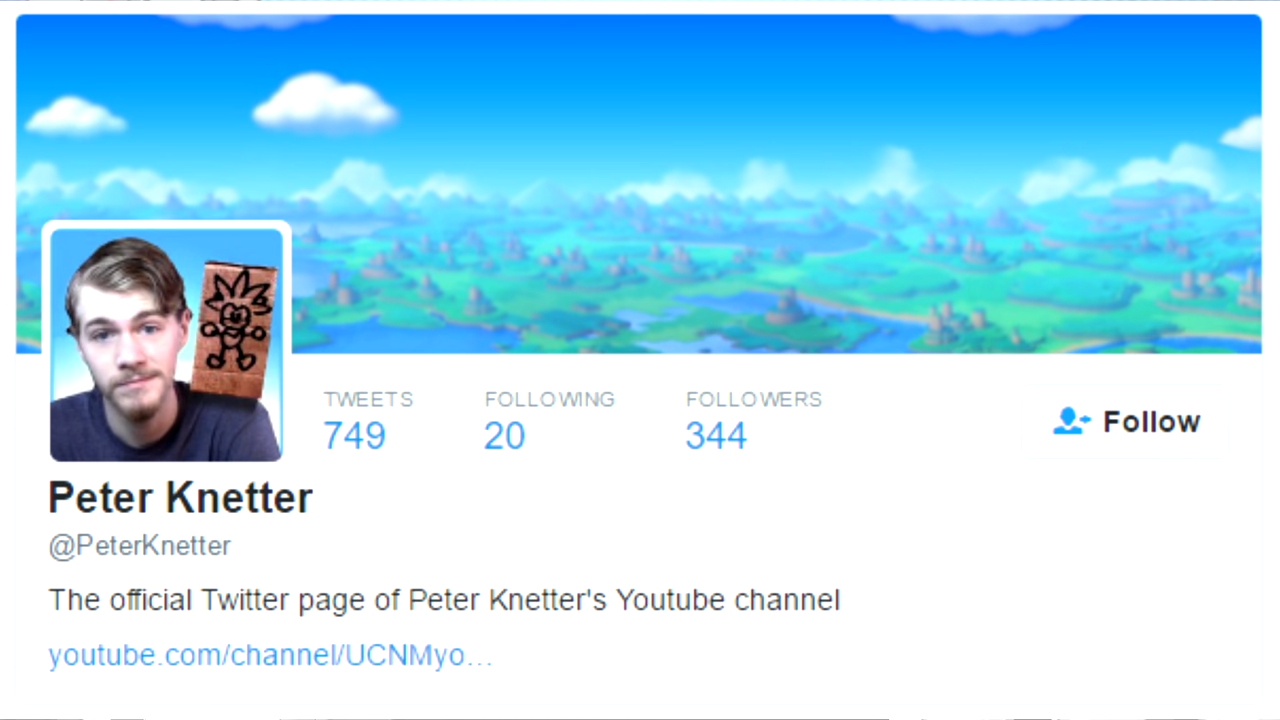 TWEETS FOLLOWING FOLLOWERS
749 20 344
Follow
Peter Knetter
@PeterKnetter
The official Twitter page of Peter Knetter's Youtube channel
youtube.com/channel/UCNMyo...